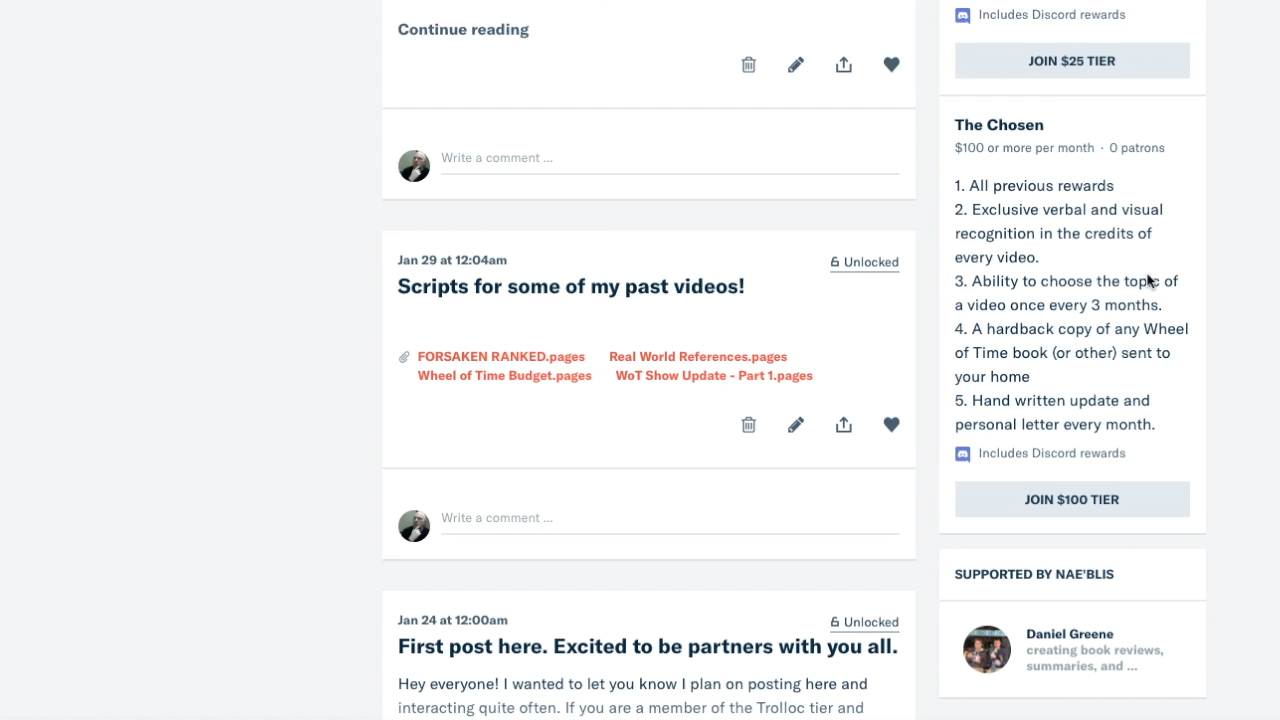 Continue reading
Write a comment ...
Jan 29 at 12:04am
Unlocked
Scripts for some of my past videos!
FORSAKEN RANKED.pages Real World References.pages
Wheel of Time Budget.pages WoT Show Update - Part 1.pages
Write a comment ...
Jan 24 at 12:00am
Unlocked
First post here. Excited to be partners with you all.
Hey everyone! I wanted to let you know I plan on posting here and
interacting quite often. If you are a member of the Trolloc tier and
Includes Discord rewards
JOIN $25 TIER
The Chosen
$100 or more per month · 0 patrons
1. All previous rewards
2. Exclusive verbal and visual
recognition in the credits of
every video.
3. Ability to choose the topic of
a video once every 3 months.
4. A hardback copy of any Wheel
of Time book (or other) sent to
your home
5. Hand written update and
personal letter every month.
Includes Discord rewards
JOIN $100 TIER
SUPPORTED BY NAE'BLIS
Daniel Greene
creating book reviews,
summaries, and ...